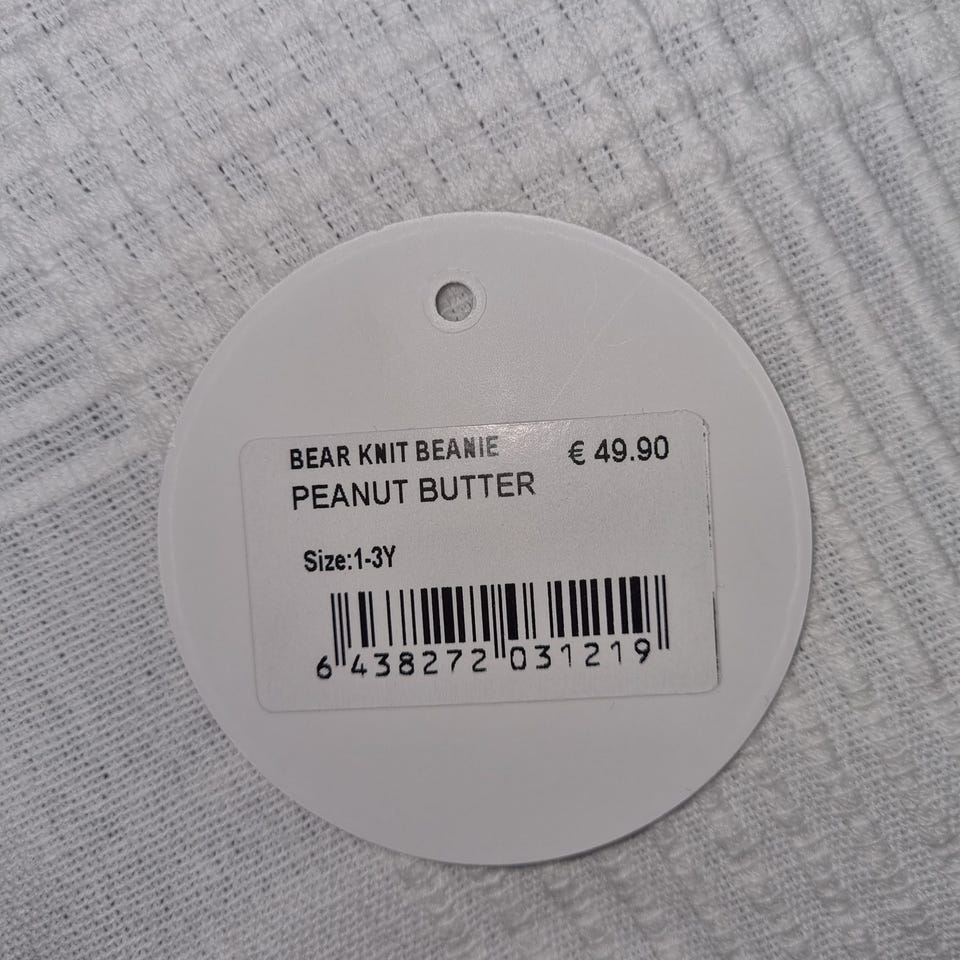 BEAR KNIT BEANIE € 49.90
PEANUT BUTTER
Size:1-3Y
6 438272 031219